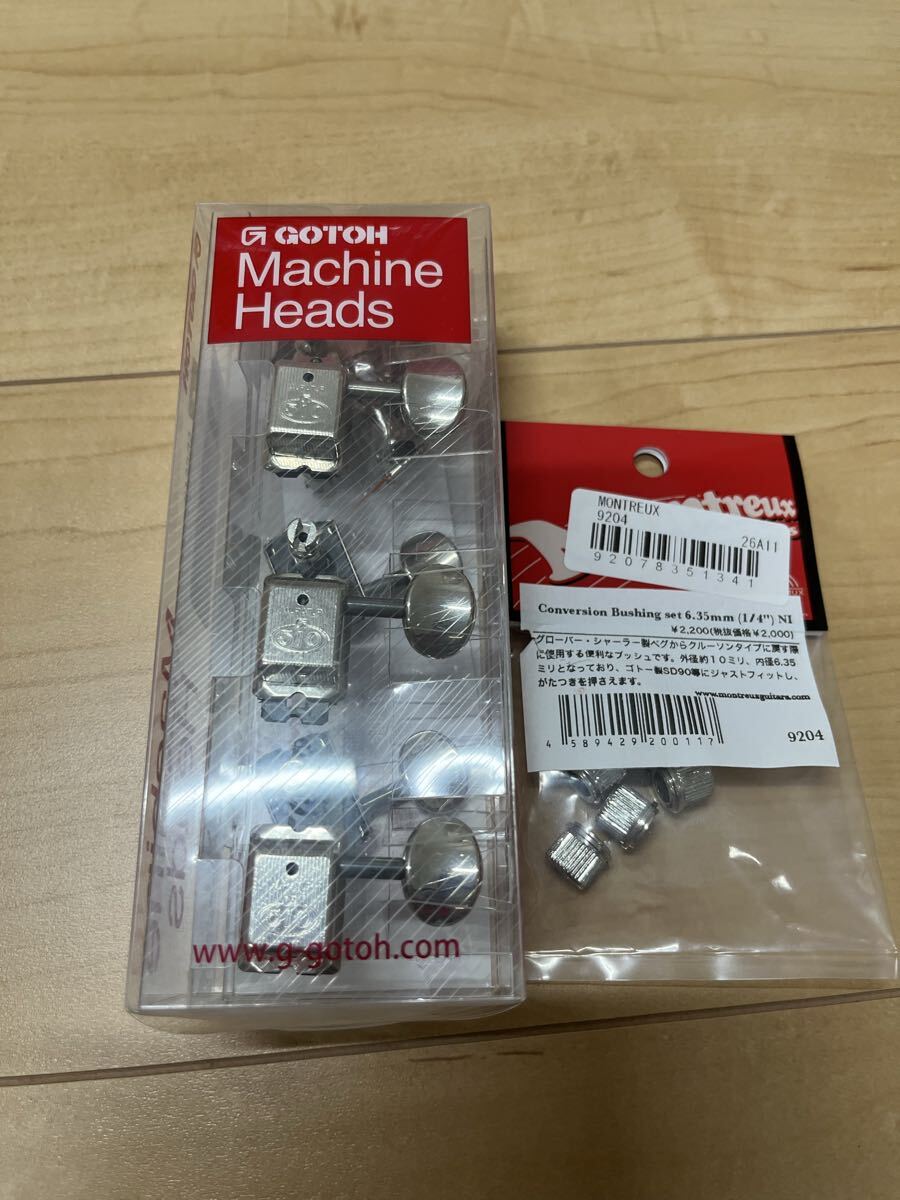 GOTOH
Machine
Heads
www.g-gotoh.com
montreux
MONTREUX
9204
26A11
92078351341
Conversion Bushing set 6.35mm (1/4") NI
¥2,200(税抜価格¥2,000)
グローバー・シャーラー製ペグからクルーソンタイプに戻す際
に使用する便利なブッシュです。外径約10ミリ、内径6.35
ミリとなっており、ゴトー製SD90等にジャストフィットし、
がたつきを押さえます。
www.montreuxguitars.com
4 589429 200117
9204